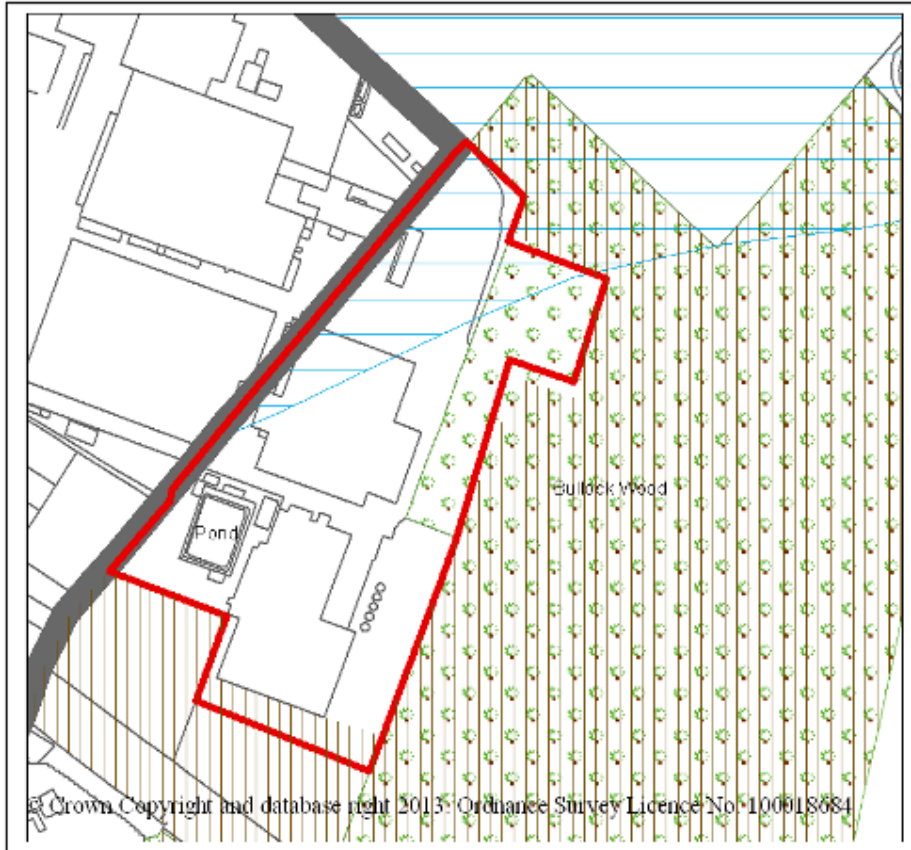 Bullock Wood
Pond
© Crown Copyright and database right 2013. Ordnance Survey Licence No. 100018684